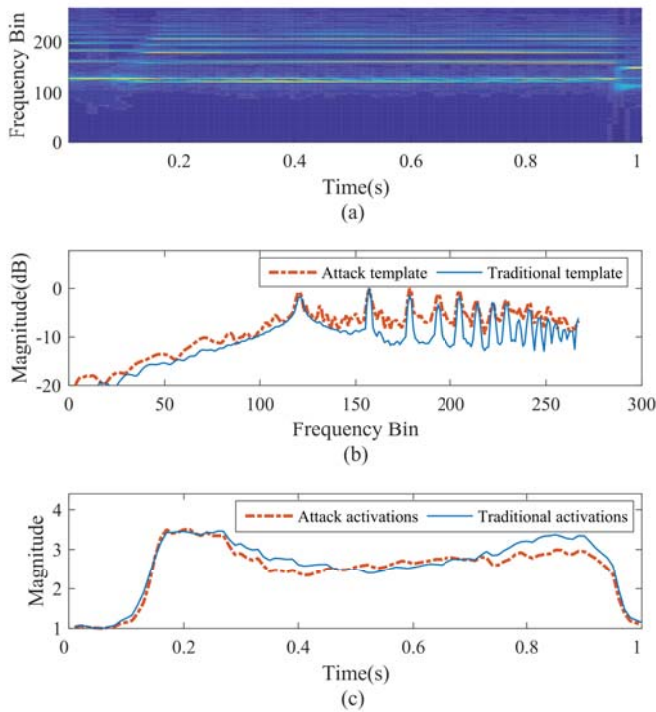 Frequency Bin
200
100
0
0.2
0.4
0.6
0.8
1
Time(s)
(a)
Magnitude(dB)
0
-10
-20
Attack template
Traditional template
0
50
100
150
200
250
300
Frequency Bin
(b)
Magnitude
4
3
2
1
Attack activations
Traditional activations
0
0.2
0.4
0.6
0.8
1
Time(s)
(c)